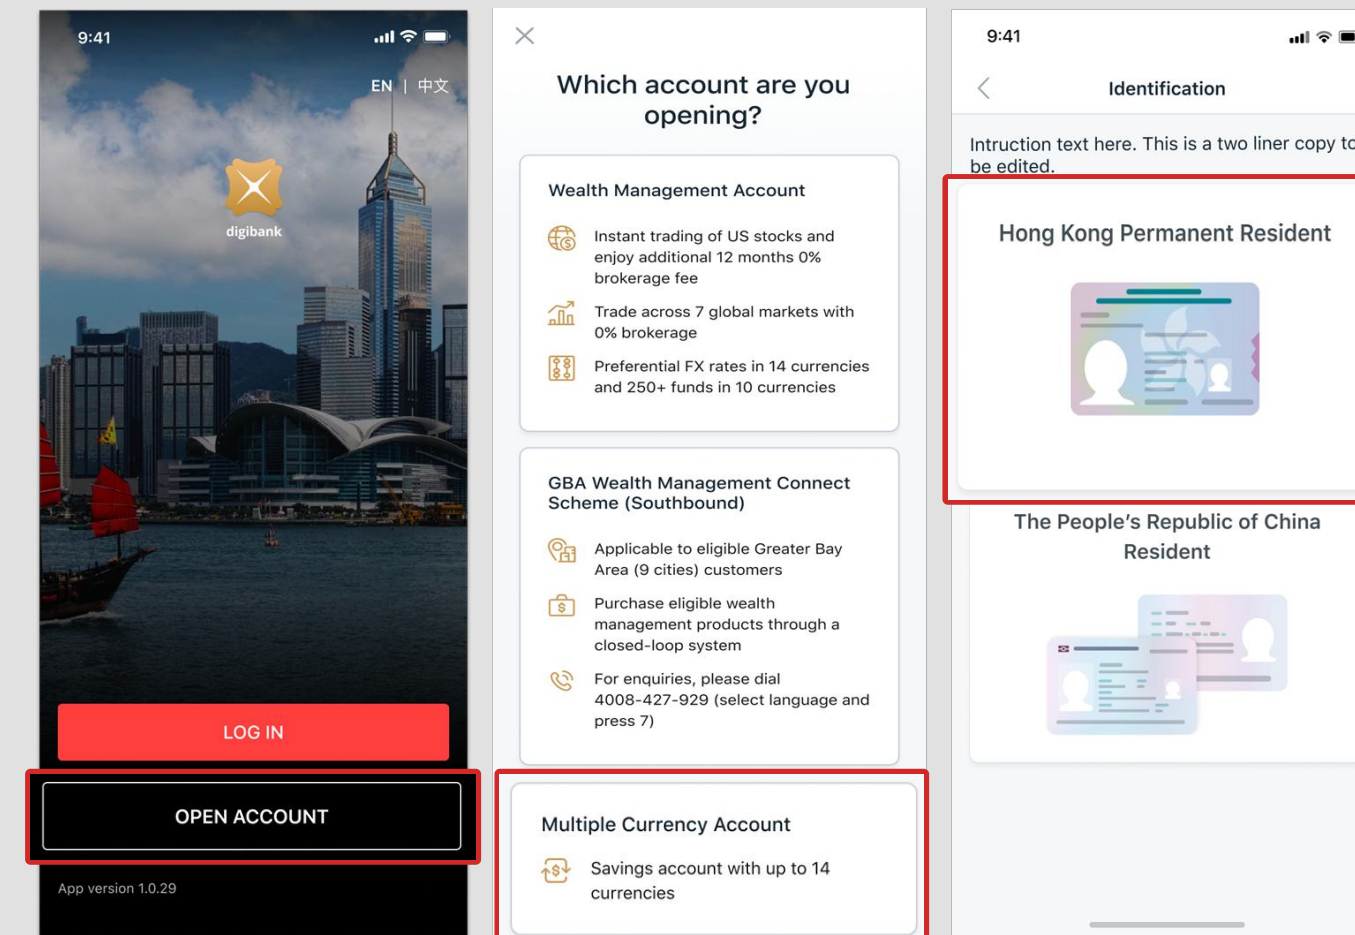 9:41
EN | 中文
digibank
LOG IN
OPEN ACCOUNT
App version 1.0.29
Which account are you
opening?
Wealth Management Account
Instant trading of US stocks and
enjoy additional 12 months 0%
brokerage fee
Trade across 7 global markets with
0% brokerage
Preferential FX rates in 14 currencies
and 250+ funds in 10 currencies
GBA Wealth Management Connect
Scheme (Southbound)
Applicable to eligible Greater Bay
Area (9 cities) customers
Purchase eligible wealth
management products through a
closed-loop system
For enquiries, please dial
4008-427-929 (select language and
press 7)
Multiple Currency Account
Savings account with up to 14
currencies
9:41
Identification
Intruction text here. This is a two liner copy to
be edited.
Hong Kong Permanent Resident
The People’s Republic of China
Resident